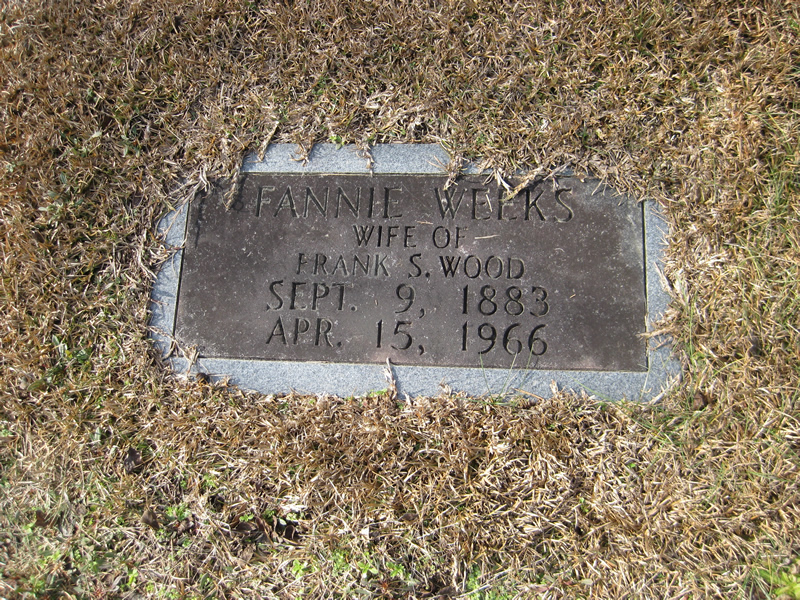 FANNIE WEEKS
WIFE OF
FRANK S. WOOD
SEPT. 9, 1883
APR. 15, 1966